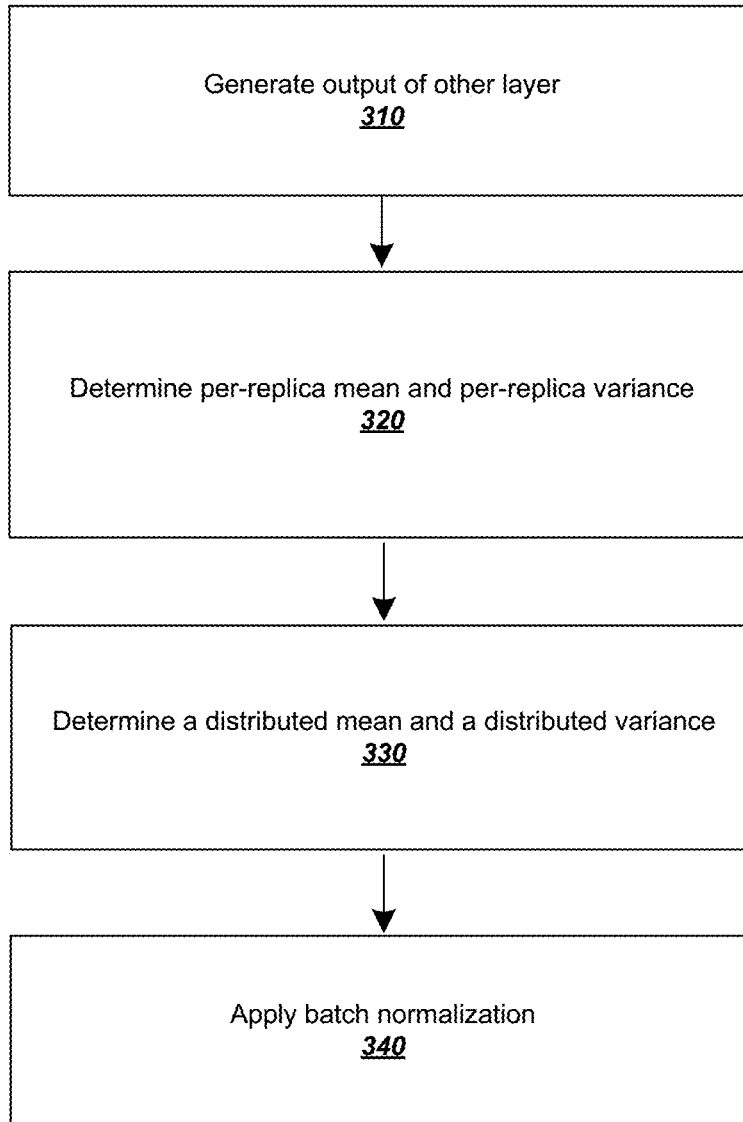 Generate output of other layer
310
Determine per-replica mean and per-replica variance
320
Determine a distributed mean and a distributed variance
330
Apply batch normalization
340